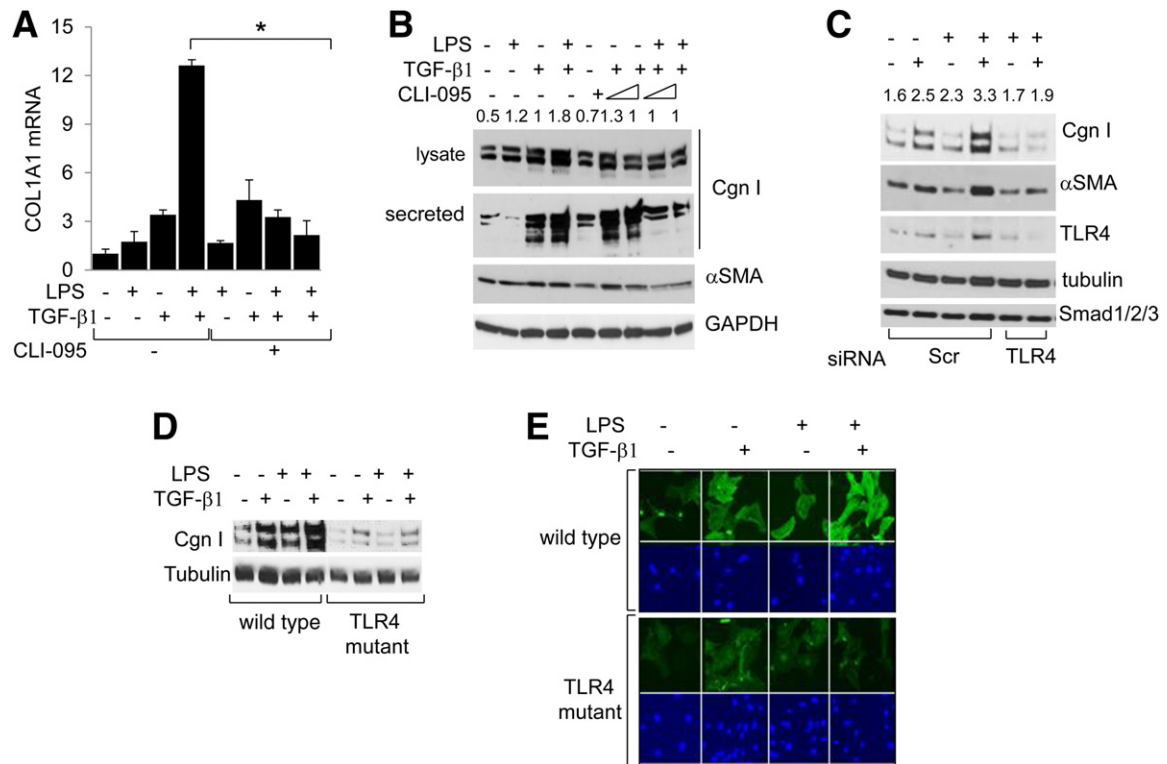 A
COL1A1 mRNA
15
12
9
6
3
0
*
LPS - + - + + - + +
TGF-β1 - - + + - + + +
CLI-095 - +
B
LPS - + - + - - - + +
TGF-β1 - - + + - + + + +
CLI-095 - - - - +
0.5 1.2 1 1.8 0.7 1.3 1 1 1
lysate
secreted
Cgn I
αSMA
GAPDH
C
- - + + + +
- + - + - +
1.6 2.5 2.3 3.3 1.7 1.9
Cgn I
αSMA
TLR4
tubulin
Smad1/2/3
siRNA Scr TLR4
D
LPS - - + + - - + +
TGF-β1 - + - + - + - +
Cgn I
Tubulin
wild type TLR4
mutant
E
LPS - - + +
TGF-β1 - + - +
wild type
TLR4
mutant